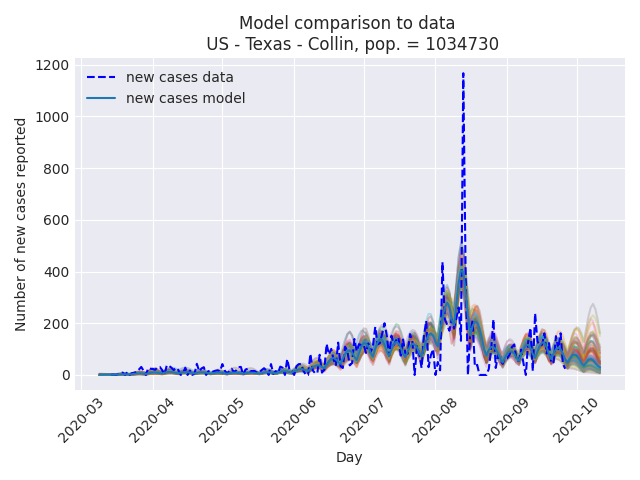 Model comparison to data
US - Texas - Collin, pop. = 1034730
new cases data
new cases model
Number of new cases reported
1200
1000
800
600
400
200
0
2020-03
2020-04
2020-05
2020-06
2020-07
2020-08
2020-09
2020-10
Day